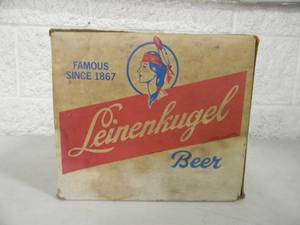 FAMOUS
SINCE 1867
Leinenkugel
Beer